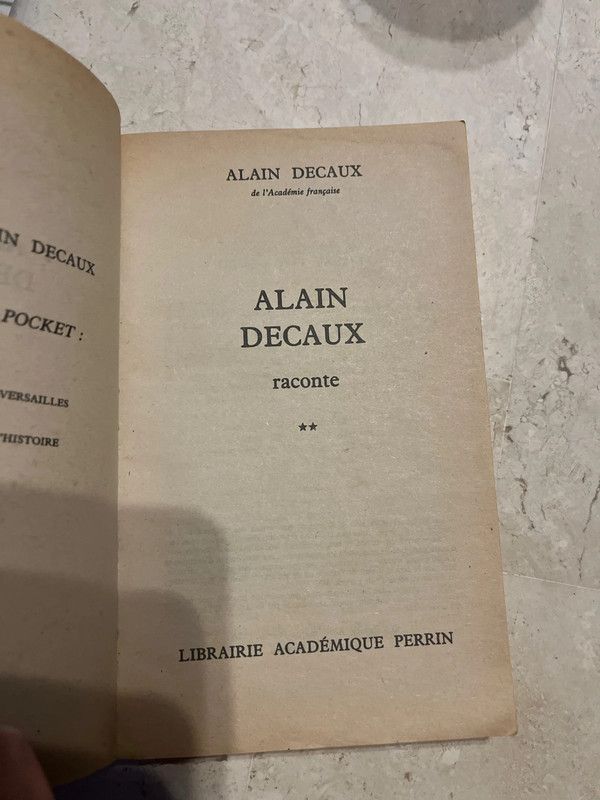 IN DECAUX
POCKET :
VERSAILLES
'HISTOIRE
ALAIN DECAUX
de l'Académie française
ALAIN
DECAUX
raconte
★★
LIBRAIRIE ACADÉMIQUE PERRIN